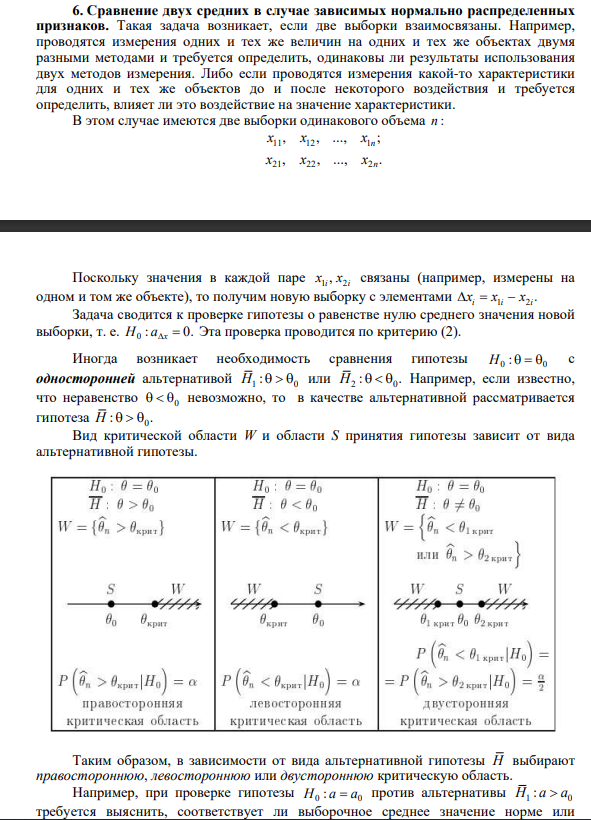 6. Сравнение двух средних в случае зависимых нормально распределенных
признаков. Такая задача возникает, если две выборки взаимосвязаны. Например,
проводятся измерения одних и тех же величин на одних и тех же объектах двумя
разными методами и требуется определить, одинаковы ли результаты использования
двух методов измерения. Либо если проводятся измерения какой-то характеристики
для одних и тех же объектов до и после некоторого воздействия и требуется
определить, влияет ли это воздействие на значение характеристики.
В этом случае имеются две выборки одинакового объема n :
x₁₁, x₁₂, ..., x₁ₙ;
x₂₁, x₂₂, ..., x₂ₙ.
Поскольку значения в каждой паре x₁ᵢ, x₂ᵢ связаны (например, измерены на
одном и том же объекте), то получим новую выборку с элементами Δxᵢ = x₁ᵢ − x₂ᵢ.
Задача сводится к проверке гипотезы о равенстве нулю среднего значения новой
выборки, т. е. H₀ : a_Δx = 0. Эта проверка проводится по критерию (2).
Иногда возникает необходимость сравнения гипотезы H₀ : θ = θ₀ с
односторонней альтернативой H̅₁ : θ > θ₀ или H̅₂ : θ < θ₀. Например, если известно,
что неравенство θ < θ₀ невозможно, то в качестве альтернативной рассматривается
гипотеза H̅ : θ > θ₀.
Вид критической области W и области S принятия гипотезы зависит от вида
альтернативной гипотезы.
H₀ : θ = θ₀
H̅ : θ > θ₀
W = {θ̂ₙ > θ_крит}
S W
θ₀ θ_крит
P (θ̂ₙ > θ_крит|H₀) = α
правосторонняя
критическая область
H₀ : θ = θ₀
H̅ : θ < θ₀
W = {θ̂ₙ < θ_крит}
W S
θ_крит θ₀
P (θ̂ₙ < θ_крит|H₀) = α
левосторонняя
критическая область
H₀ : θ = θ₀
H̅ : θ ≠ θ₀
W = {θ̂ₙ < θ₁ крит
или θ̂ₙ > θ₂ крит}
W S W
θ₁ крит θ₀ θ₂ крит
P (θ̂ₙ < θ₁ крит|H₀) =
= P (θ̂ₙ > θ₂ крит|H₀) = α/2
двусторонняя
критическая область
Таким образом, в зависимости от вида альтернативной гипотезы H̅ выбирают
правостороннюю, левостороннюю или двустороннюю критическую область.
Например, при проверке гипотезы H₀ : a = a₀ против альтернативы H̅₁ : a > a₀
требуется выяснить, соответствует ли выборочное среднее значение норме или